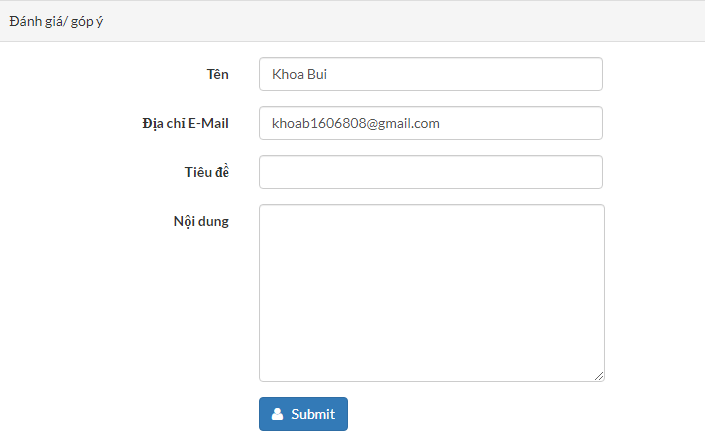 Đánh giá/ góp ý
Tên
Khoa Bui
Địa chỉ E-Mail
khoab1606808@gmail.com
Tiêu đề
Nội dung
Submit